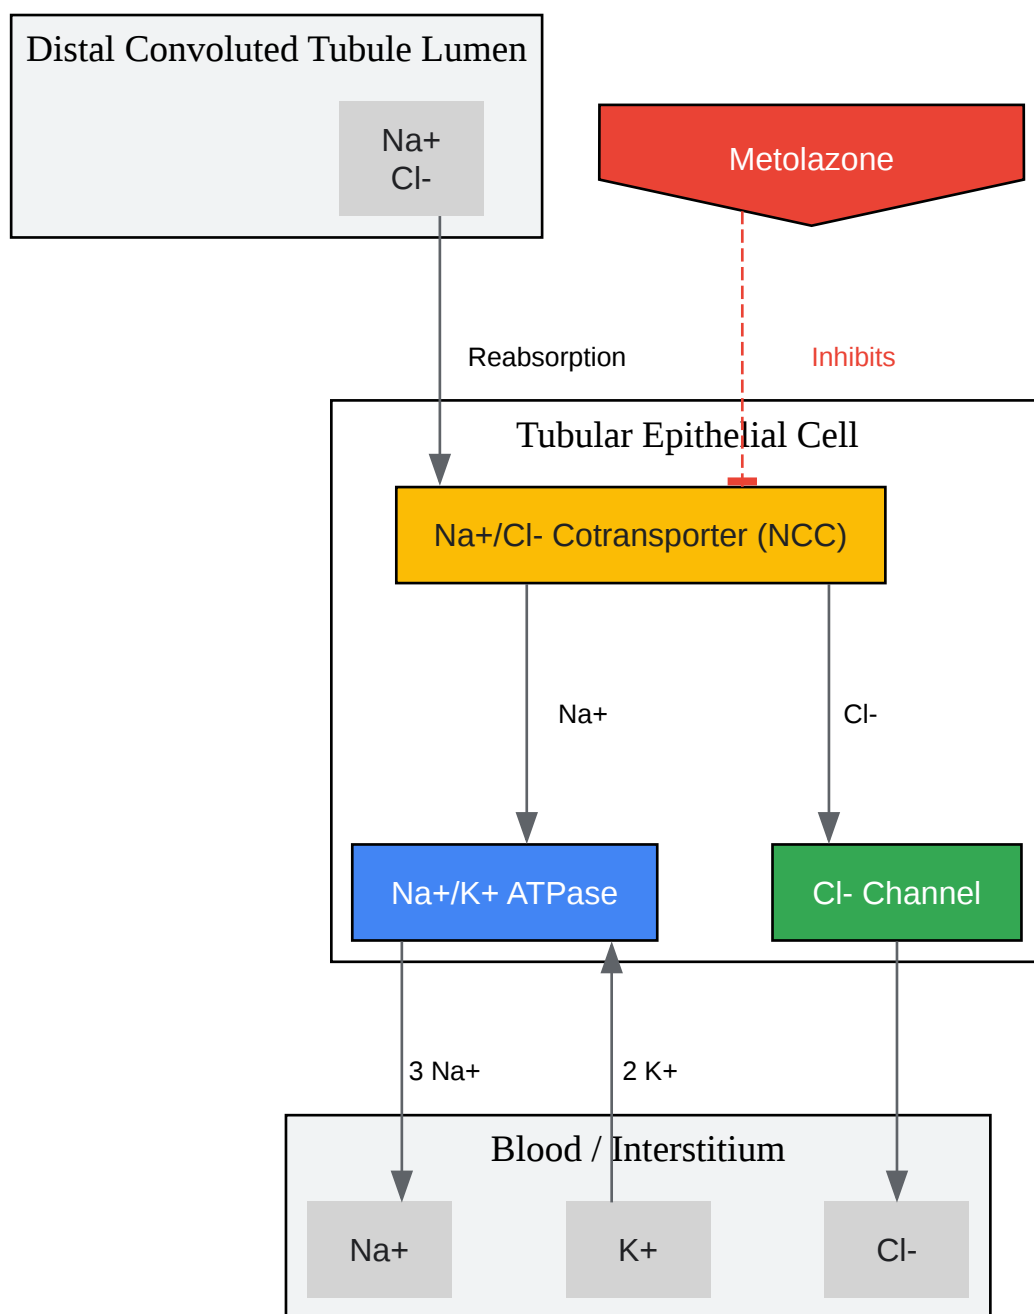 Distal Convoluted Tubule Lumen
Na+
Cl-
Metolazone
Reabsorption
Inhibits
Tubular Epithelial Cell
Na+/Cl- Cotransporter (NCC)
Na+
Cl-
Na+/K+ ATPase
Cl- Channel
3 Na+
2 K+
Blood / Interstitium
Na+
K+
Cl-